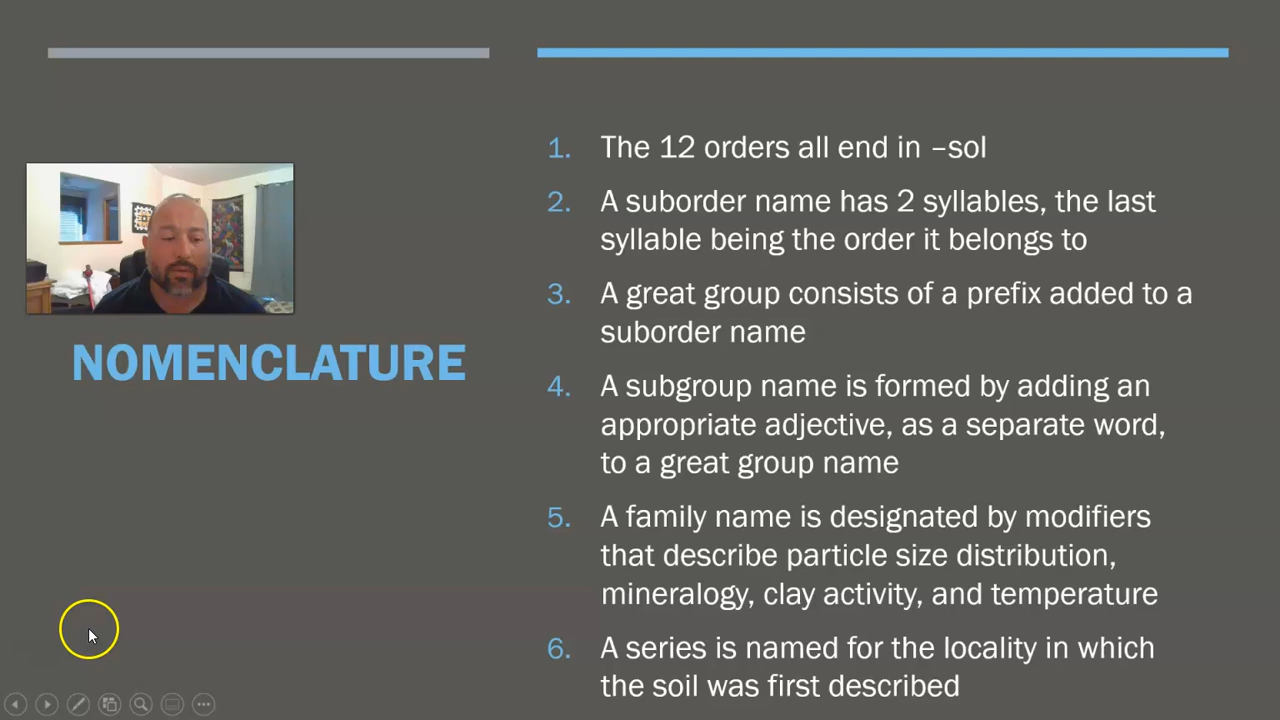 NOMENCLATURE
1. The 12 orders all end in –sol
2. A suborder name has 2 syllables, the last
syllable being the order it belongs to
3. A great group consists of a prefix added to a
suborder name
4. A subgroup name is formed by adding an
appropriate adjective, as a separate word,
to a great group name
5. A family name is designated by modifiers
that describe particle size distribution,
mineralogy, clay activity, and temperature
6. A series is named for the locality in which
the soil was first described